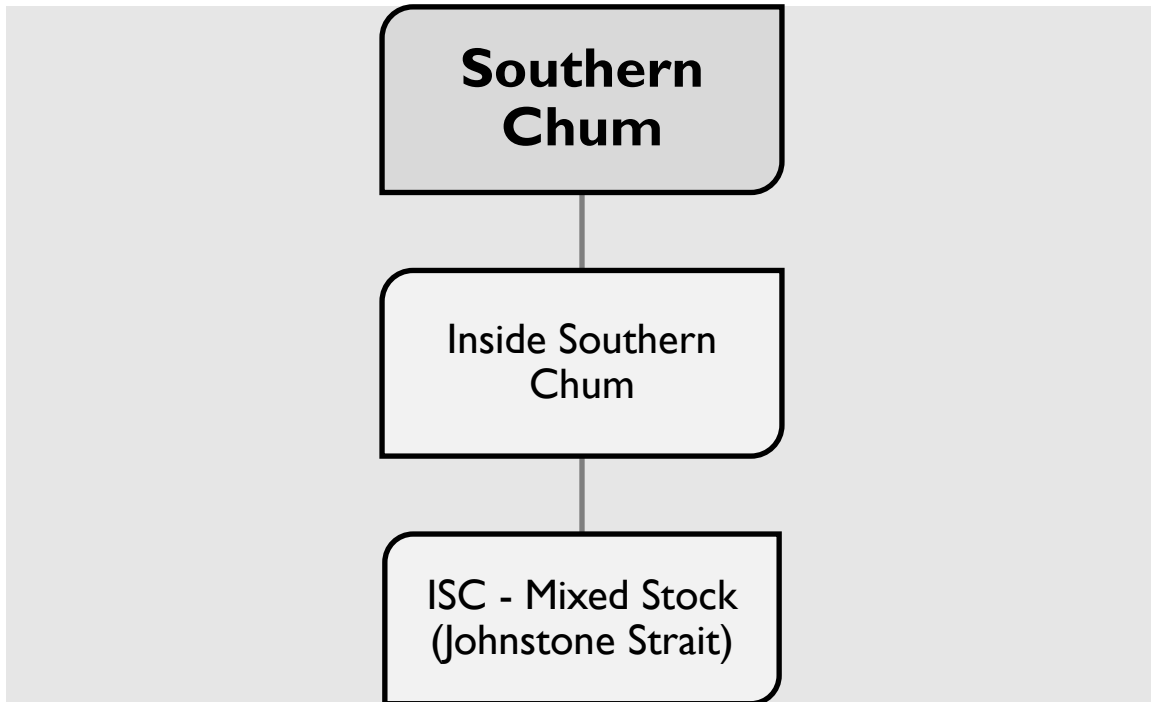 Southern
Chum
Inside Southern
Chum
ISC - Mixed Stock
(Johnstone Strait)